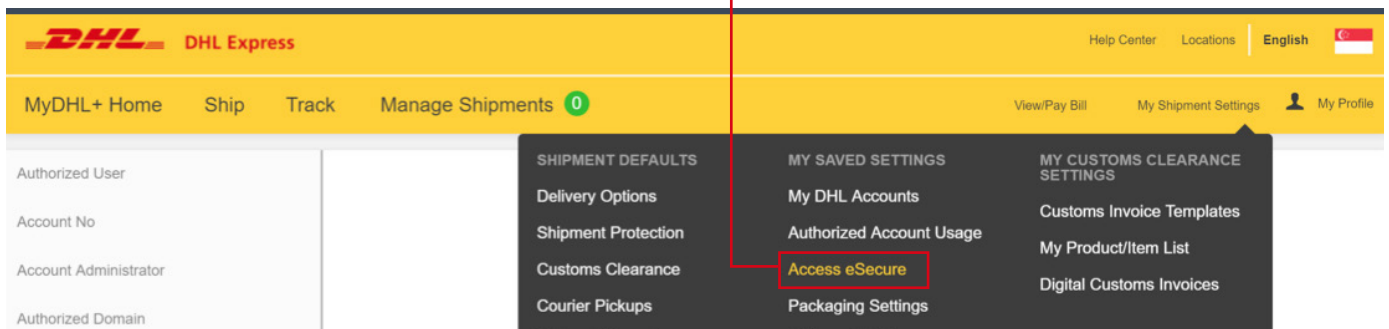 DHL DHL Express
Help Center Locations English
MyDHL+ Home Ship Track Manage Shipments 0
View/Pay Bill My Shipment Settings My Profile
Authorized User
Account No
Account Administrator
Authorized Domain
SHIPMENT DEFAULTS
Delivery Options
Shipment Protection
Customs Clearance
Courier Pickups
MY SAVED SETTINGS
My DHL Accounts
Authorized Account Usage
Access eSecure
Packaging Settings
MY CUSTOMS CLEARANCE
SETTINGS
Customs Invoice Templates
My Product/Item List
Digital Customs Invoices